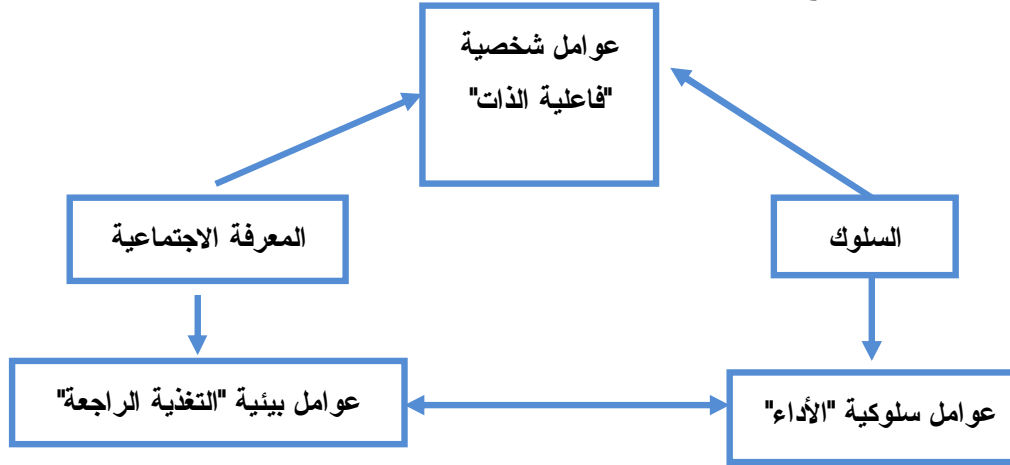 عوامل شخصية
"فاعلية الذات"
السلوك
المعرفة الاجتماعية
عوامل سلوكية "الأداء"
عوامل بيئية "التغذية الراجعة"